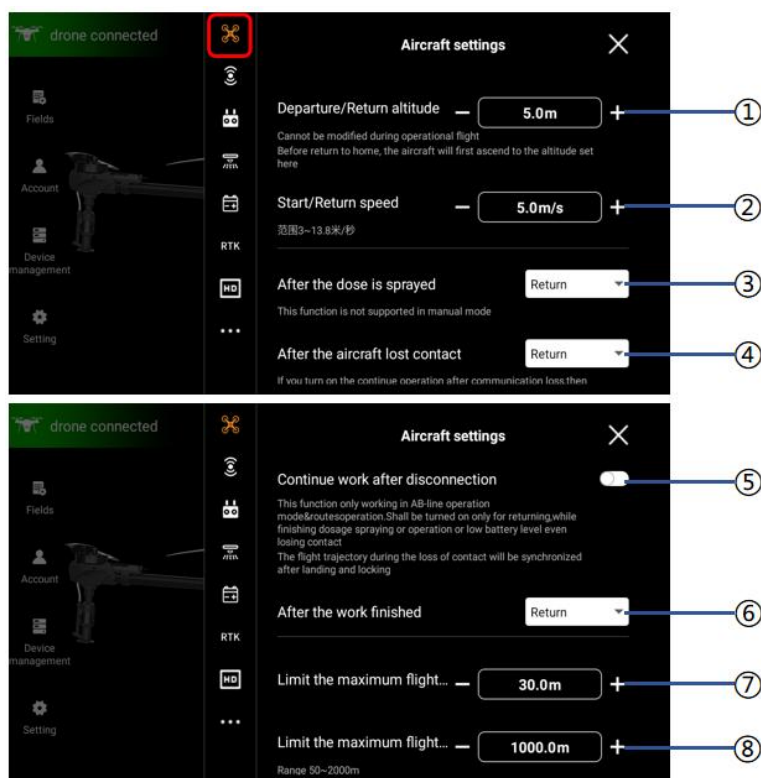 drone connected
Aircraft settings
Fields
Departure/Return altitude
5.0m
①
Cannot be modified during operational flight
Before return to home, the aircraft will first ascend to the altitude set
here
Account
Start/Return speed
5.0m/s
②
范围3~13.8米/秒
RTK
Device
management
HD
After the dose is sprayed
Return
③
This function is not supported in manual mode
Setting
After the aircraft lost contact
Return
④
If you turn on the continue operation after communication loss,then
drone connected
Aircraft settings
Continue work after disconnection
⑤
Fields
This function only working in AB-line operation
mode&routesoperation.Shall be turned on only for returning,while
finishing dosage spraying or operation or low battery level even
losing contact
The flight trajectory during the loss of contact will be synchronized
after landing and locking
Account
After the work finished
Return
⑥
Device
management
RTK
HD
Limit the maximum flight...
30.0m
⑦
Setting
Limit the maximum flight...
1000.0m
⑧
Range 50~2000m